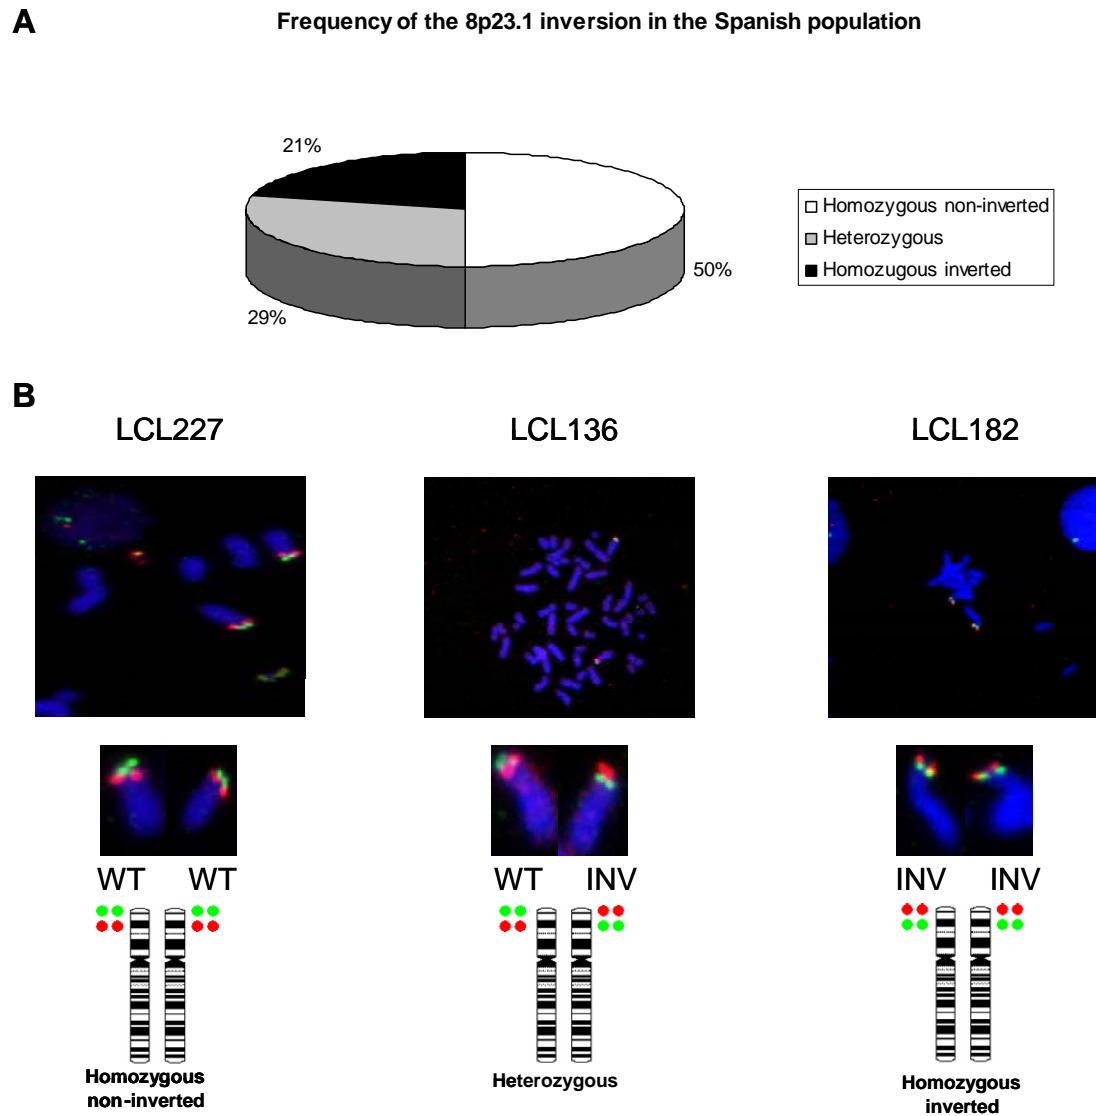 A
Frequency of the 8p23.1 inversion in the Spanish population
21%
50%
29%
Homozygous non-inverted
Heterozygous
Homozugous inverted
B
LCL227
LCL136
LCL182
WT WT
WT INV
INV INV
Homozygous
non-inverted
Heterozygous
Homozygous
inverted